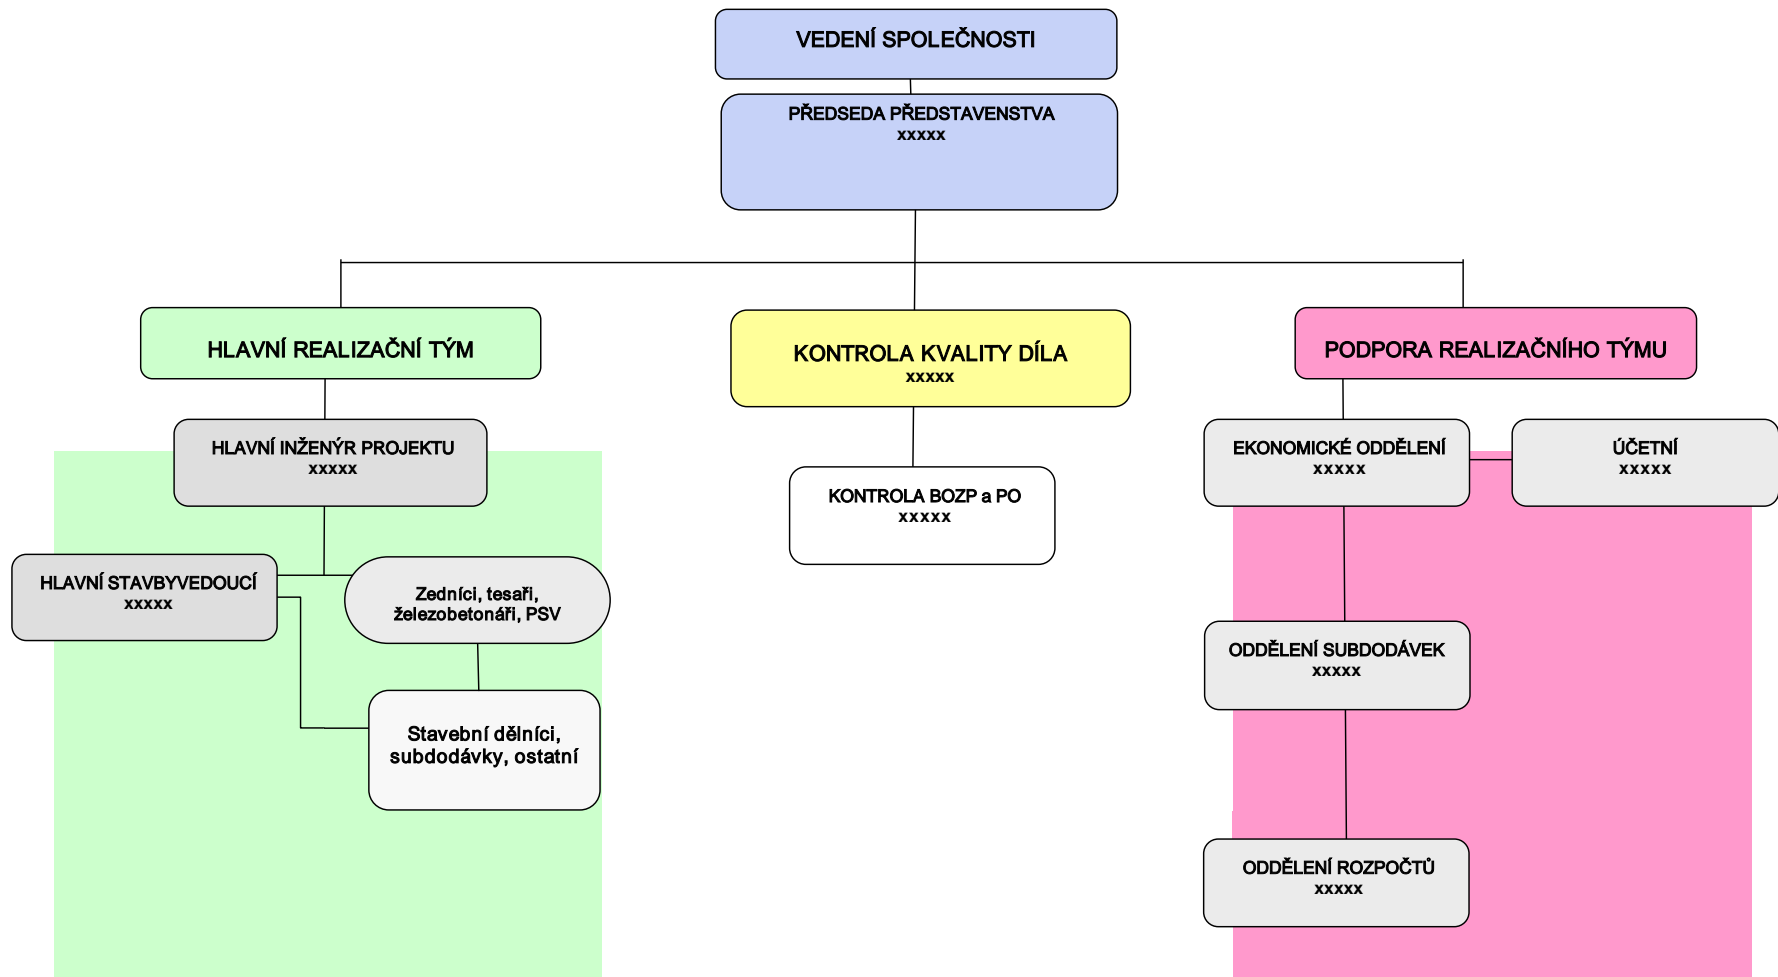 VEDENÍ SPOLEČNOSTI
PŘEDSEDA PŘEDSTAVENSTVA
xxxxx
HLAVNÍ REALIZAČNÍ TÝM
KONTROLA KVALITY DÍLA
xxxxx
PODPORA REALIZAČNÍHO TÝMU
HLAVNÍ INŽENÝR PROJEKTU
xxxxx
EKONOMICKÉ ODDĚLENÍ
xxxxx
ÚČETNÍ
xxxxx
KONTROLA BOZP a PO
xxxxx
HLAVNÍ STAVBYVEDOUCÍ
xxxxx
Zedníci, tesaři,
železobetonáři, PSV
ODDĚLENÍ SUBDODÁVEK
xxxxx
Stavební dělníci,
subdodávky, ostatní
ODDĚLENÍ ROZPOČTŮ
xxxxx